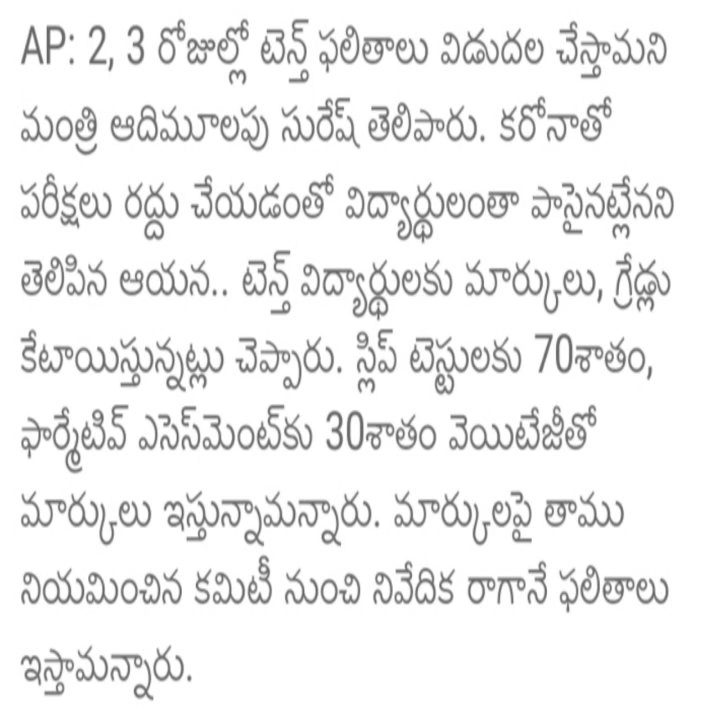 AP: 2, 3 రోజుల్లో టెన్త్ ఫలితాలు విడుదల చేస్తామని
మంత్రి ఆదిమూలపు సురేష్ తెలిపారు. కరోనాతో
పరీక్షలు రద్దు చేయడంతో విద్యార్థులంతా పాసైనట్లేనని
తెలిపిన ఆయన.. టెన్త్ విద్యార్థులకు మార్కులు, గ్రేడ్లు
కేటాయిస్తున్నట్లు చెప్పారు. స్లిప్ టెస్టులకు 70శాతం,
ఫార్మేటివ్ ఎసెస్‌మెంట్‌కు 30శాతం వెయిటేజీతో
మార్కులు ఇస్తున్నామన్నారు. మార్కులపై తాము
నియమించిన కమిటీ నుంచి నివేదిక రాగానే ఫలితాలు
ఇస్తామన్నారు.